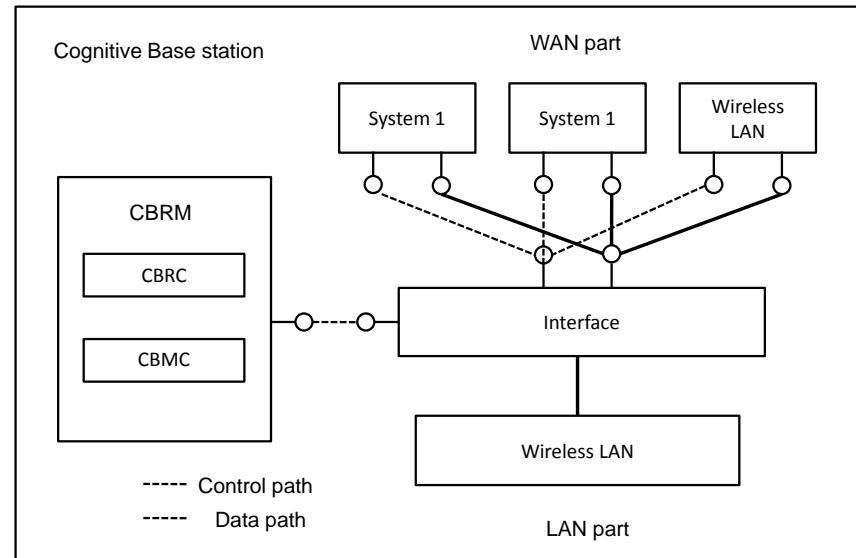 Cognitive Base station
WAN part
System 1
System 1
Wireless
LAN
CBRM
CBRC
CBMC
Interface
Wireless LAN
Control path
Data path
LAN part